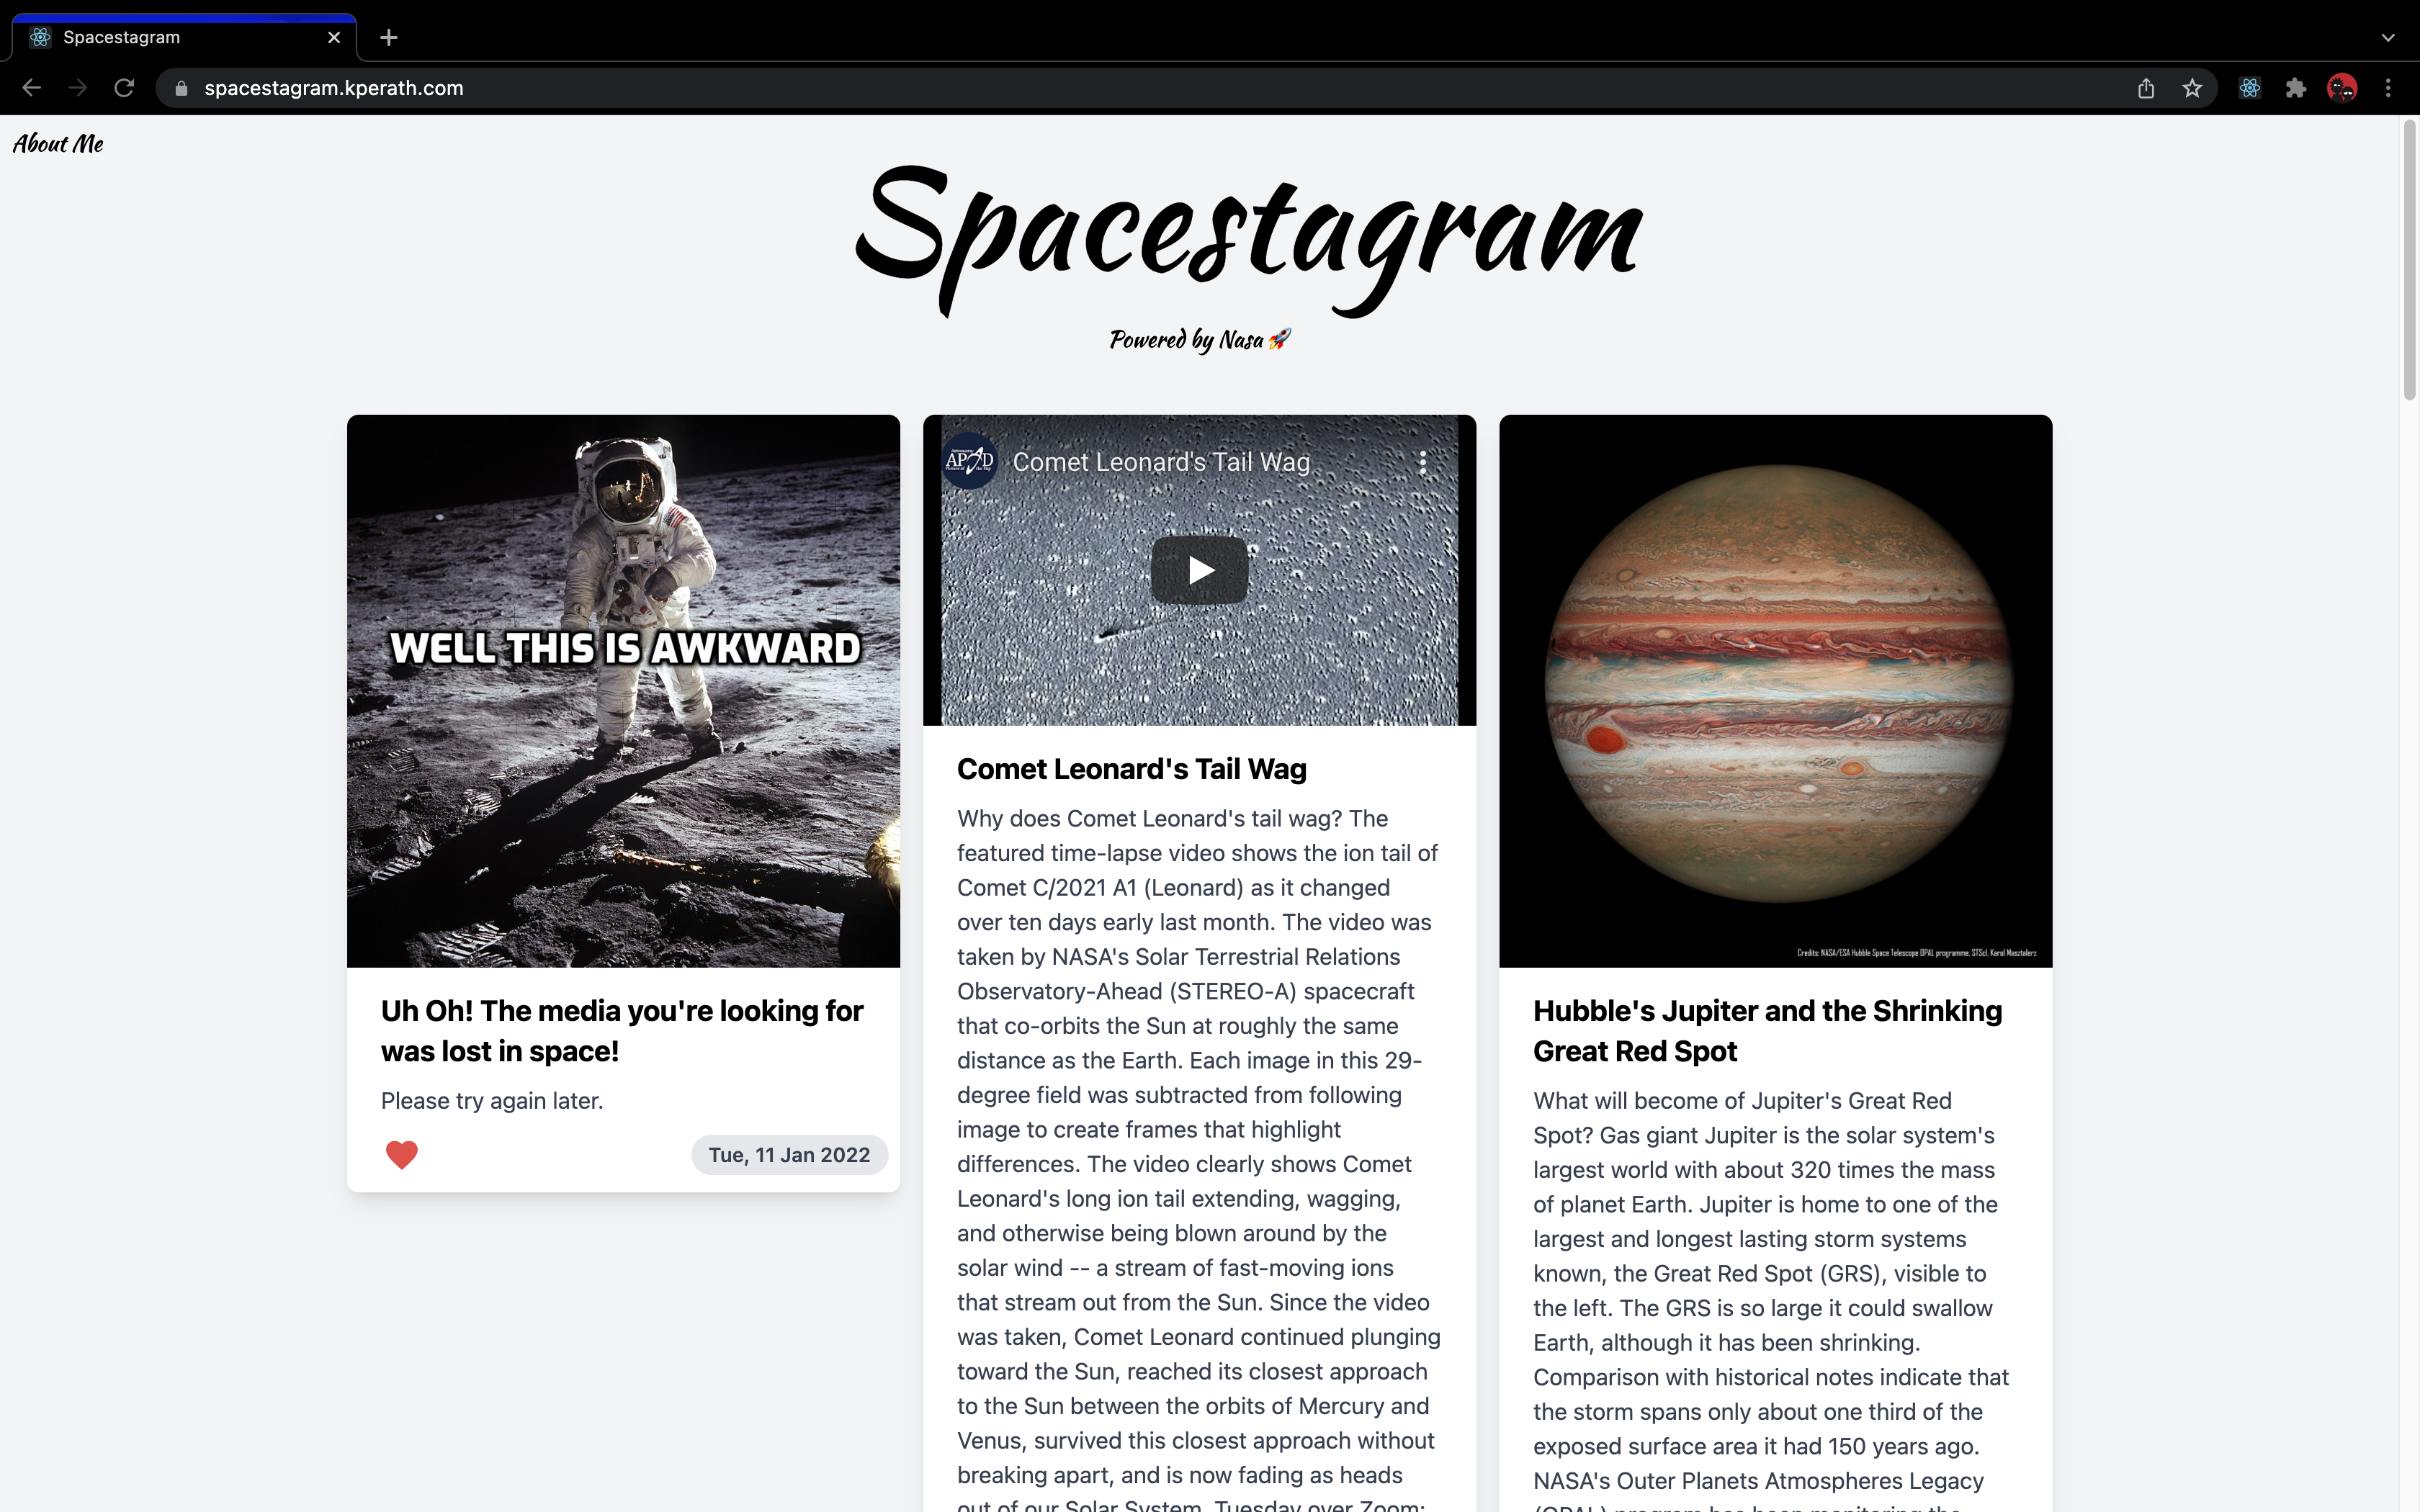 Spacestagram
spacestagram.kperath.com
About Me
Spacestagram
Powered by Nasa 🚀
WELL THIS IS AWKWARD
Uh Oh! The media you're looking for
was lost in space!
Please try again later.
Tue, 11 Jan 2022
APOD
Comet Leonard's Tail Wag
Comet Leonard's Tail Wag
Why does Comet Leonard's tail wag? The
featured time-lapse video shows the ion tail of
Comet C/2021 A1 (Leonard) as it changed
over ten days early last month. The video was
taken by NASA's Solar Terrestrial Relations
Observatory-Ahead (STEREO-A) spacecraft
that co-orbits the Sun at roughly the same
distance as the Earth. Each image in this 29-
degree field was subtracted from following
image to create frames that highlight
differences. The video clearly shows Comet
Leonard's long ion tail extending, wagging,
and otherwise being blown around by the
solar wind -- a stream of fast-moving ions
that stream out from the Sun. Since the video
was taken, Comet Leonard continued plunging
toward the Sun, reached its closest approach
to the Sun between the orbits of Mercury and
Venus, survived this closest approach without
breaking apart, and is now fading as heads
out of our Solar System. Tuesday over Zoom:
Credits: NASA/ESA Hubble Space Telescope OPAL programme, STScI, Karol Masztalerz
Hubble's Jupiter and the Shrinking
Great Red Spot
What will become of Jupiter's Great Red
Spot? Gas giant Jupiter is the solar system's
largest world with about 320 times the mass
of planet Earth. Jupiter is home to one of the
largest and longest lasting storm systems
known, the Great Red Spot (GRS), visible to
the left. The GRS is so large it could swallow
Earth, although it has been shrinking.
Comparison with historical notes indicate that
the storm spans only about one third of the
exposed surface area it had 150 years ago.
NASA's Outer Planets Atmospheres Legacy
(OPAL) program has been monitoring the